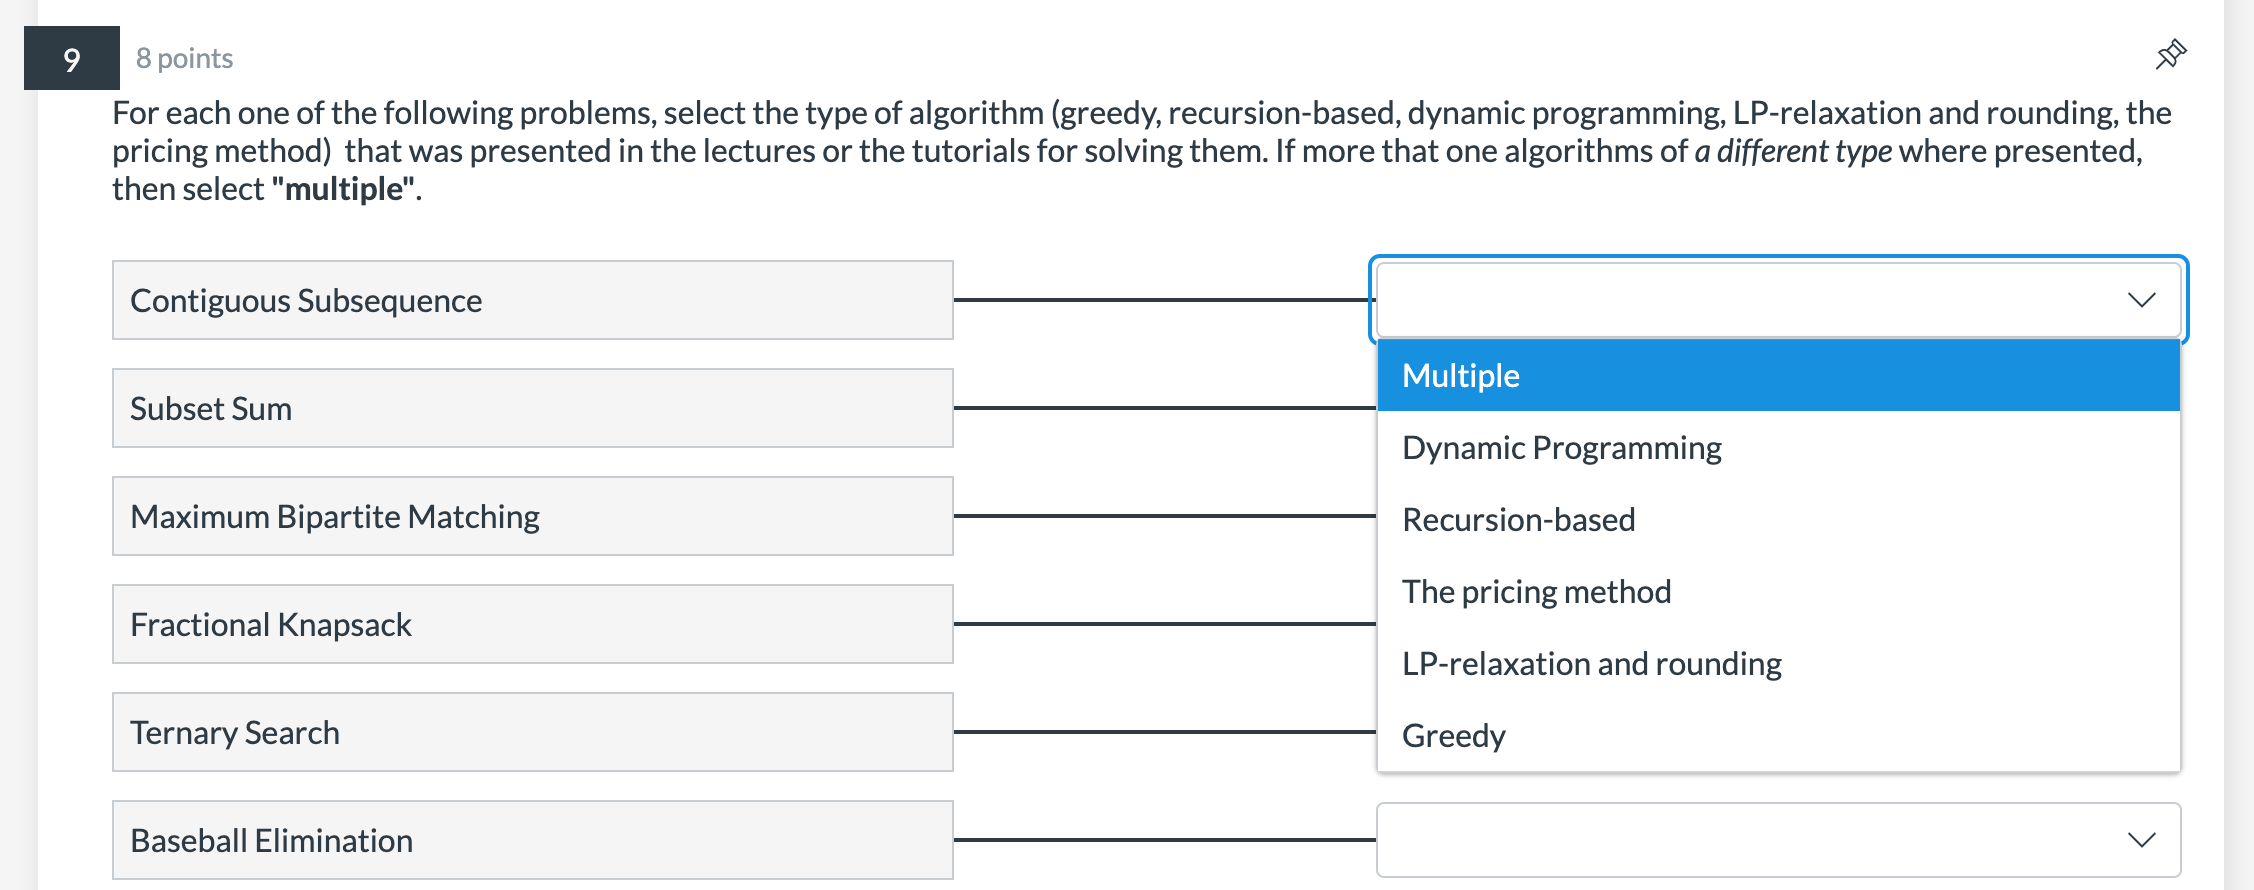 9
8 points
For each one of the following problems, select the type of algorithm (greedy, recursion-based, dynamic programming, LP-relaxation and rounding, the
pricing method)  that was presented in the lectures or the tutorials for solving them. If more that one algorithms of a different type where presented,
then select "multiple".
Contiguous Subsequence
Multiple
Subset Sum
Dynamic Programming
Maximum Bipartite Matching
Recursion-based
The pricing method
Fractional Knapsack
LP-relaxation and rounding
Ternary Search
Greedy
Baseball Elimination